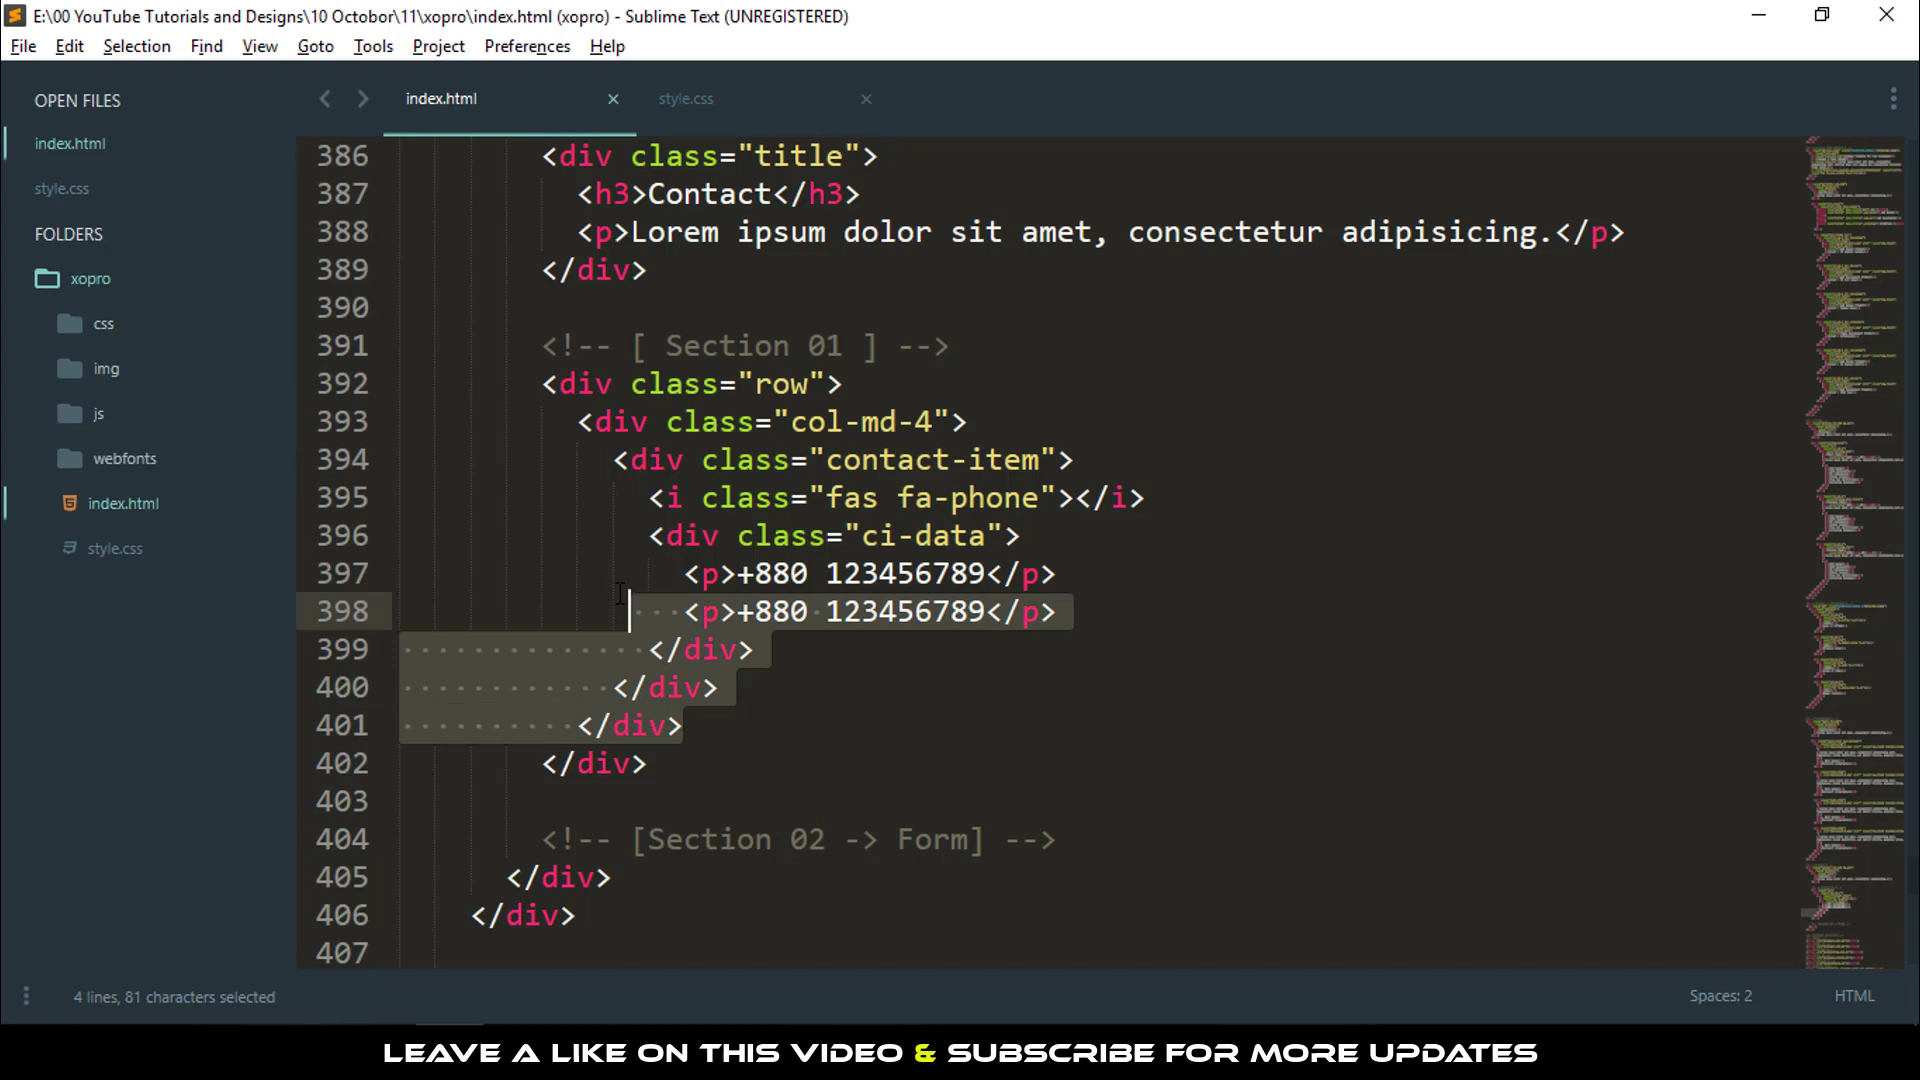 E:\00 YouTube Tutorials and Designs\10 Octobor\11\xopro\index.html (xopro) - Sublime Text (UNREGISTERED)
File Edit Selection Find View Goto Tools Project Preferences Help
OPEN FILES
index.html
style.css
FOLDERS
xopro
css
img
js
webfonts
index.html
style.css
index.html style.css
386 <div class="title">
387 <h3>Contact</h3>
388 <p>Lorem ipsum dolor sit amet, consectetur adipisicing.</p>
389 </div>
390
391 <!-- [ Section 01 ] -->
392 <div class="row">
393 <div class="col-md-4">
394 <div class="contact-item">
395 <i class="fas fa-phone"></i>
396 <div class="ci-data">
397 <p>+880 123456789</p>
398 <p>+880 123456789</p>
399 </div>
400 </div>
401 </div>
402 </div>
403
404 <!-- [Section 02 -> Form] -->
405 </div>
406 </div>
407
4 lines, 81 characters selected Spaces: 2 HTML
LEAVE A LIKE ON THIS VIDEO & SUBSCRIBE FOR MORE UPDATES